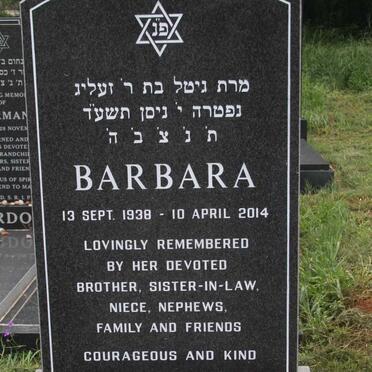 פ״נ
מרת גיטל בת ר׳ זעליג
נפטרה י׳ ניסן תשע״ד
ת׳ נ׳ צ׳ ב׳ ה׳
BARBARA
13 SEPT. 1938 - 10 APRIL 2014
LOVINGLY REMEMBERED
BY HER DEVOTED
BROTHER, SISTER-IN-LAW,
NIECE, NEPHEWS,
FAMILY AND FRIENDS
COURAGEOUS AND KIND